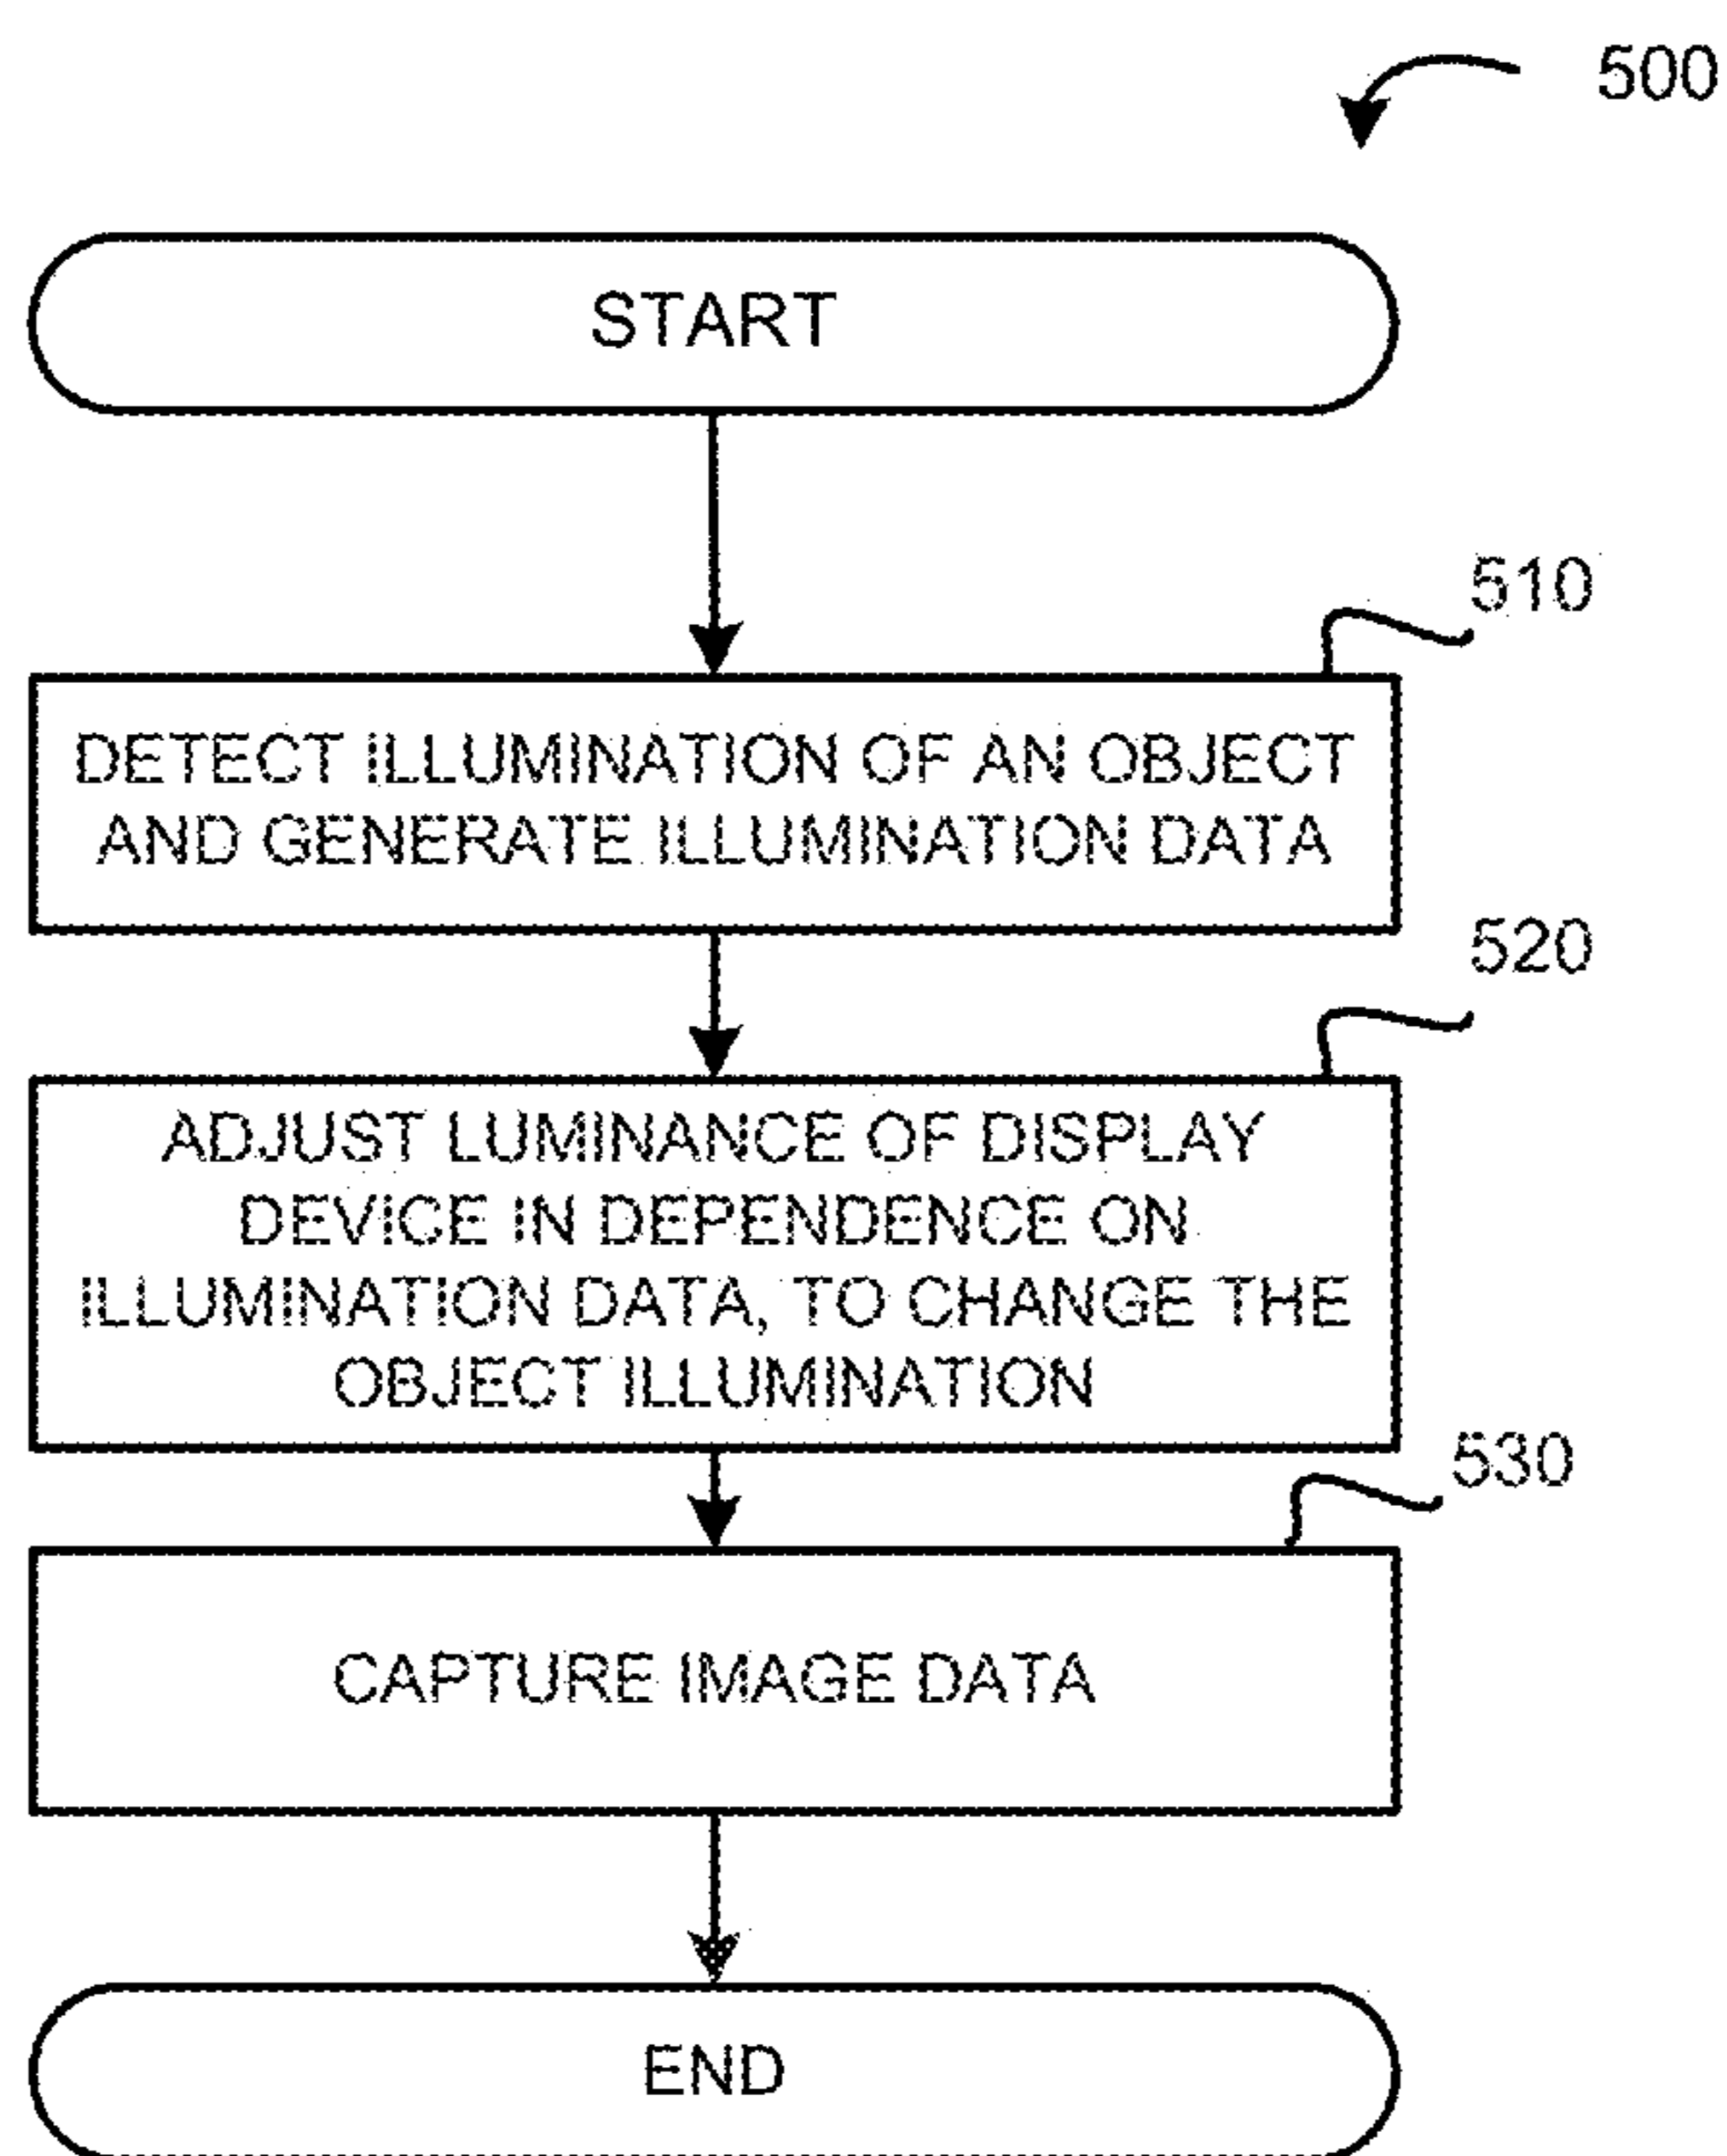 500
START
510
DETECT ILLUMINATION OF AN OBJECT
AND GENERATE ILLUMINATION DATA
520
ADJUST LUMINANCE OF DISPLAY
DEVICE IN DEPENDENCE ON
ILLUMINATION DATA, TO CHANGE THE
OBJECT ILLUMINATION
530
CAPTURE IMAGE DATA
END